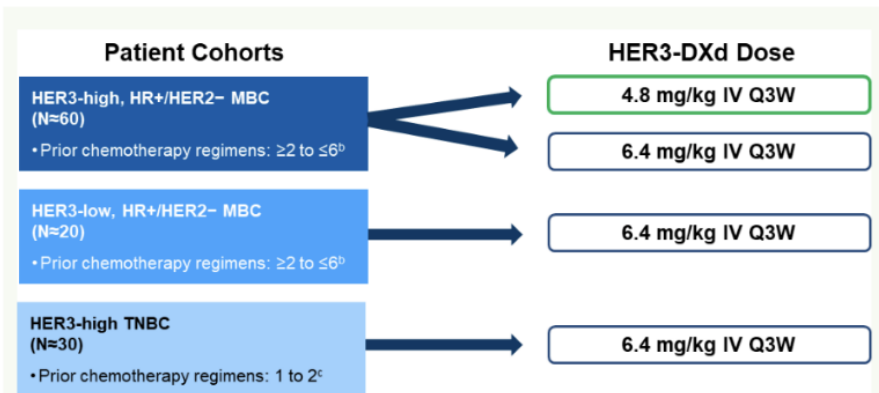 Patient Cohorts
HER3-DXd Dose
HER3-high, HR+/HER2− MBC
(N≈60)
• Prior chemotherapy regimens: ≥2 to ≤6ᵇ
4.8 mg/kg IV Q3W
6.4 mg/kg IV Q3W
HER3-low, HR+/HER2− MBC
(N≈20)
• Prior chemotherapy regimens: ≥2 to ≤6ᵇ
6.4 mg/kg IV Q3W
HER3-high TNBC
(N≈30)
• Prior chemotherapy regimens: 1 to 2ᶜ
6.4 mg/kg IV Q3W